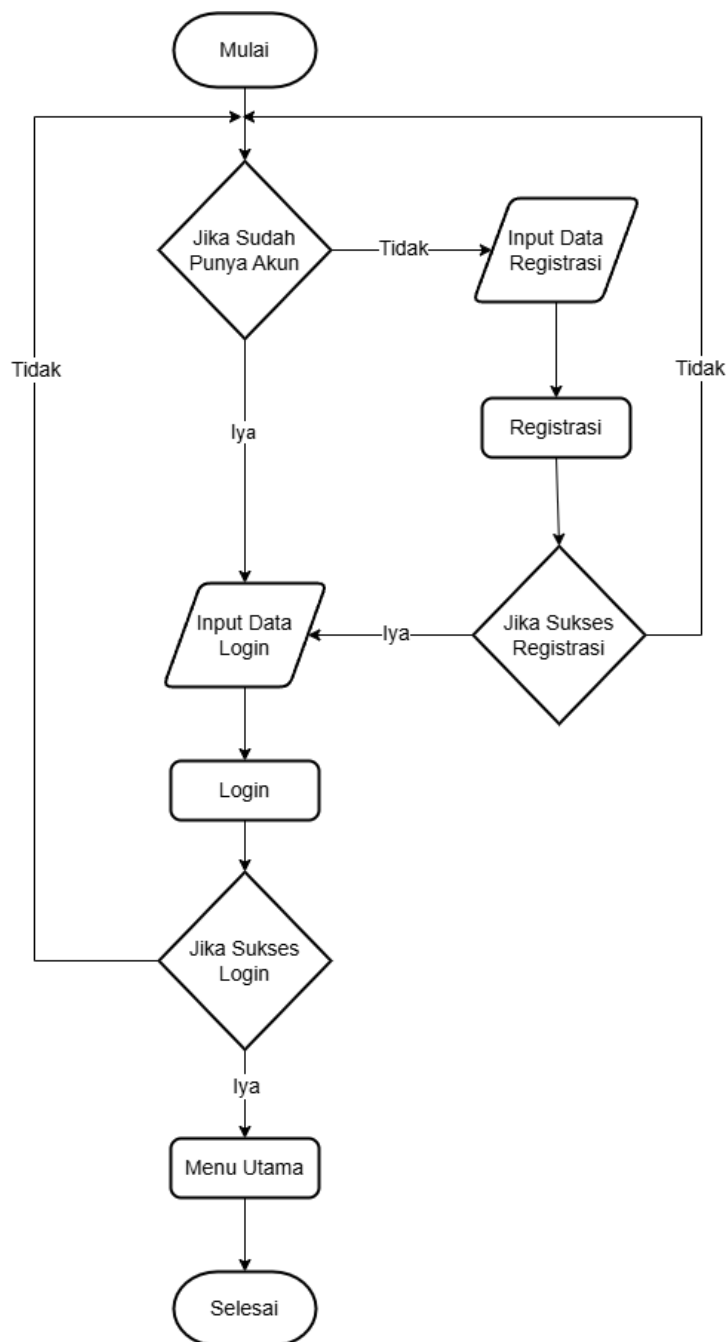 Mulai
Jika Sudah
Punya Akun
Tidak
Input Data
Registrasi
Tidak
Tidak
Iya
Registrasi
Input Data
Login
Iya
Jika Sukses
Registrasi
Login
Jika Sukses
Login
Iya
Menu Utama
Selesai